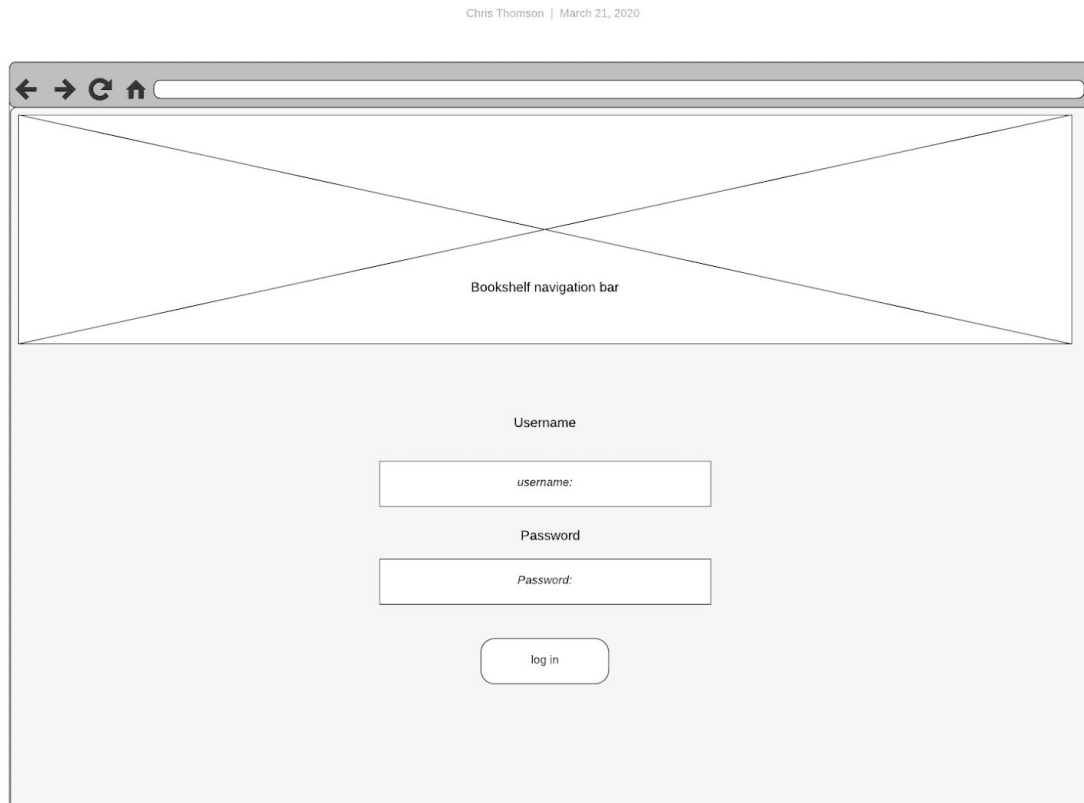 Chris Thomson | March 21, 2020
Bookshelf navigation bar
Username
username:
Password
Password:
log in